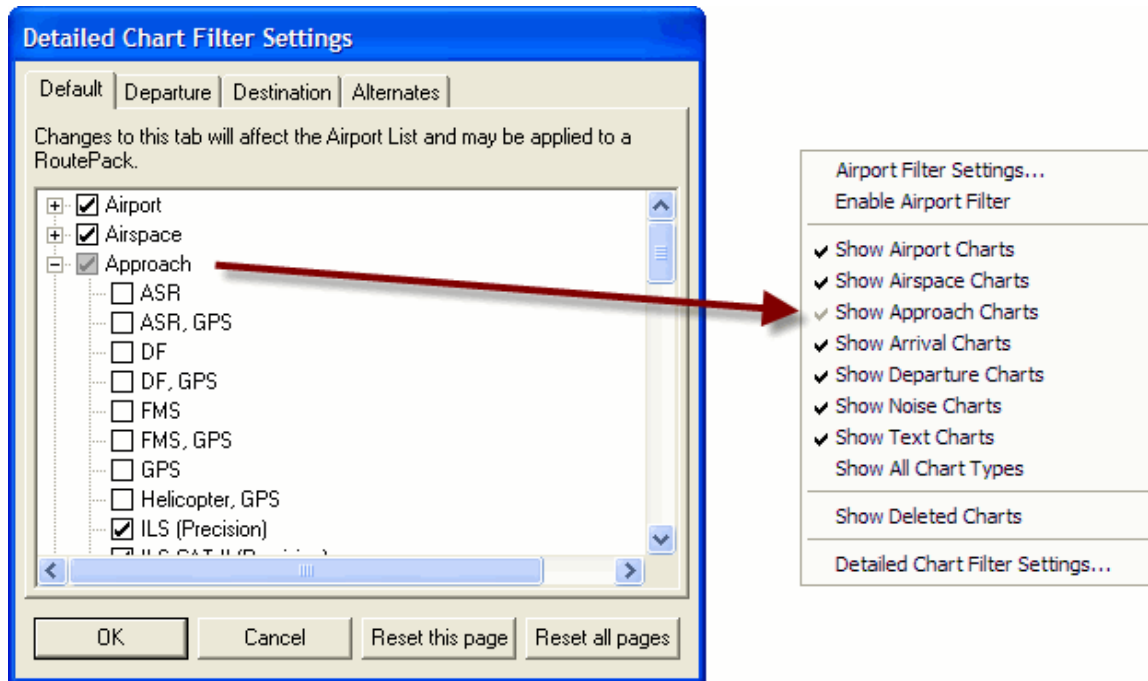 Detailed Chart Filter Settings
Default
Departure
Destination
Alternates
Changes to this tab will affect the Airport List and may be applied to a
RoutePack.
Airport
Airspace
Approach
ASR
ASR, GPS
DF
DF, GPS
FMS
FMS, GPS
GPS
Helicopter, GPS
ILS (Precision)
OK
Cancel
Reset this page
Reset all pages
Airport Filter Settings...
Enable Airport Filter
Show Airport Charts
Show Airspace Charts
Show Approach Charts
Show Arrival Charts
Show Departure Charts
Show Noise Charts
Show Text Charts
Show All Chart Types
Show Deleted Charts
Detailed Chart Filter Settings...